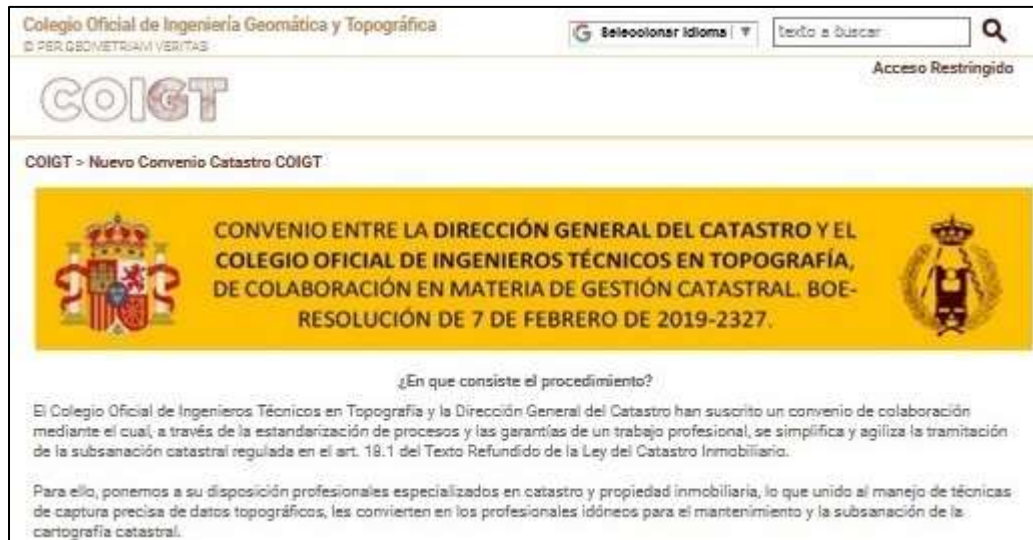 Colegio Oficial de Ingeniería Geomática y Topográfica
© PER GEOMETRIAM VERITAS
Seleccionar idioma ▼
texto a buscar
Acceso Restringido
COIGT
COIGT > Nuevo Convenio Catastro COIGT
CONVENIO ENTRE LA DIRECCIÓN GENERAL DEL CATASTRO Y EL
COLEGIO OFICIAL DE INGENIEROS TÉCNICOS EN TOPOGRAFÍA,
DE COLABORACIÓN EN MATERIA DE GESTIÓN CATASTRAL. BOE-
RESOLUCIÓN DE 7 DE FEBRERO DE 2019-2327.
¿En que consiste el procedimiento?
El Colegio Oficial de Ingenieros Técnicos en Topografía y la Dirección General del Catastro han suscrito un convenio de colaboración
mediante el cual, a través de la estandarización de procesos y las garantías de un trabajo profesional, se simplifica y agiliza la tramitación
de la subsanación catastral regulada en el art. 18.1 del Texto Refundido de la Ley del Catastro Inmobiliario.
Para ello, ponemos a su disposición profesionales especializados en catastro y propiedad inmobiliaria, lo que unido al manejo de técnicas
de captura precisa de datos topográficos, les convierten en los profesionales idóneos para el mantenimiento y la subsanación de la
cartografía catastral.